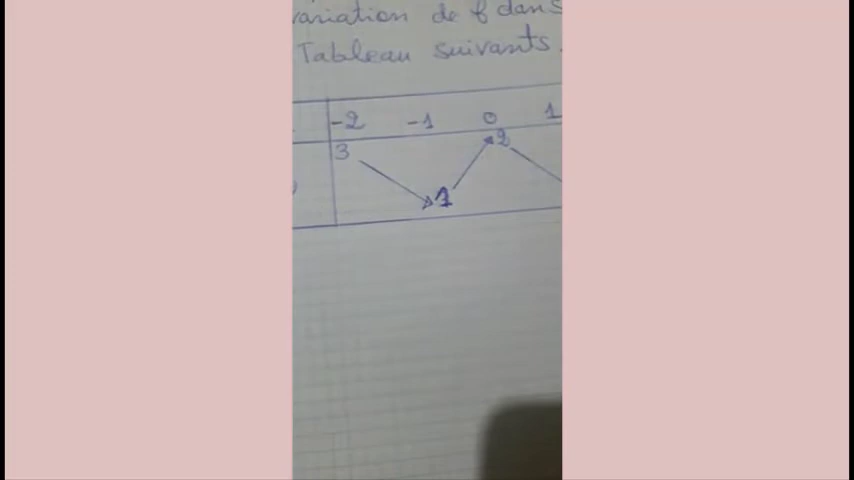 variation de f dans
Tableau suivants.
-2 -1 0 1
3 2
1